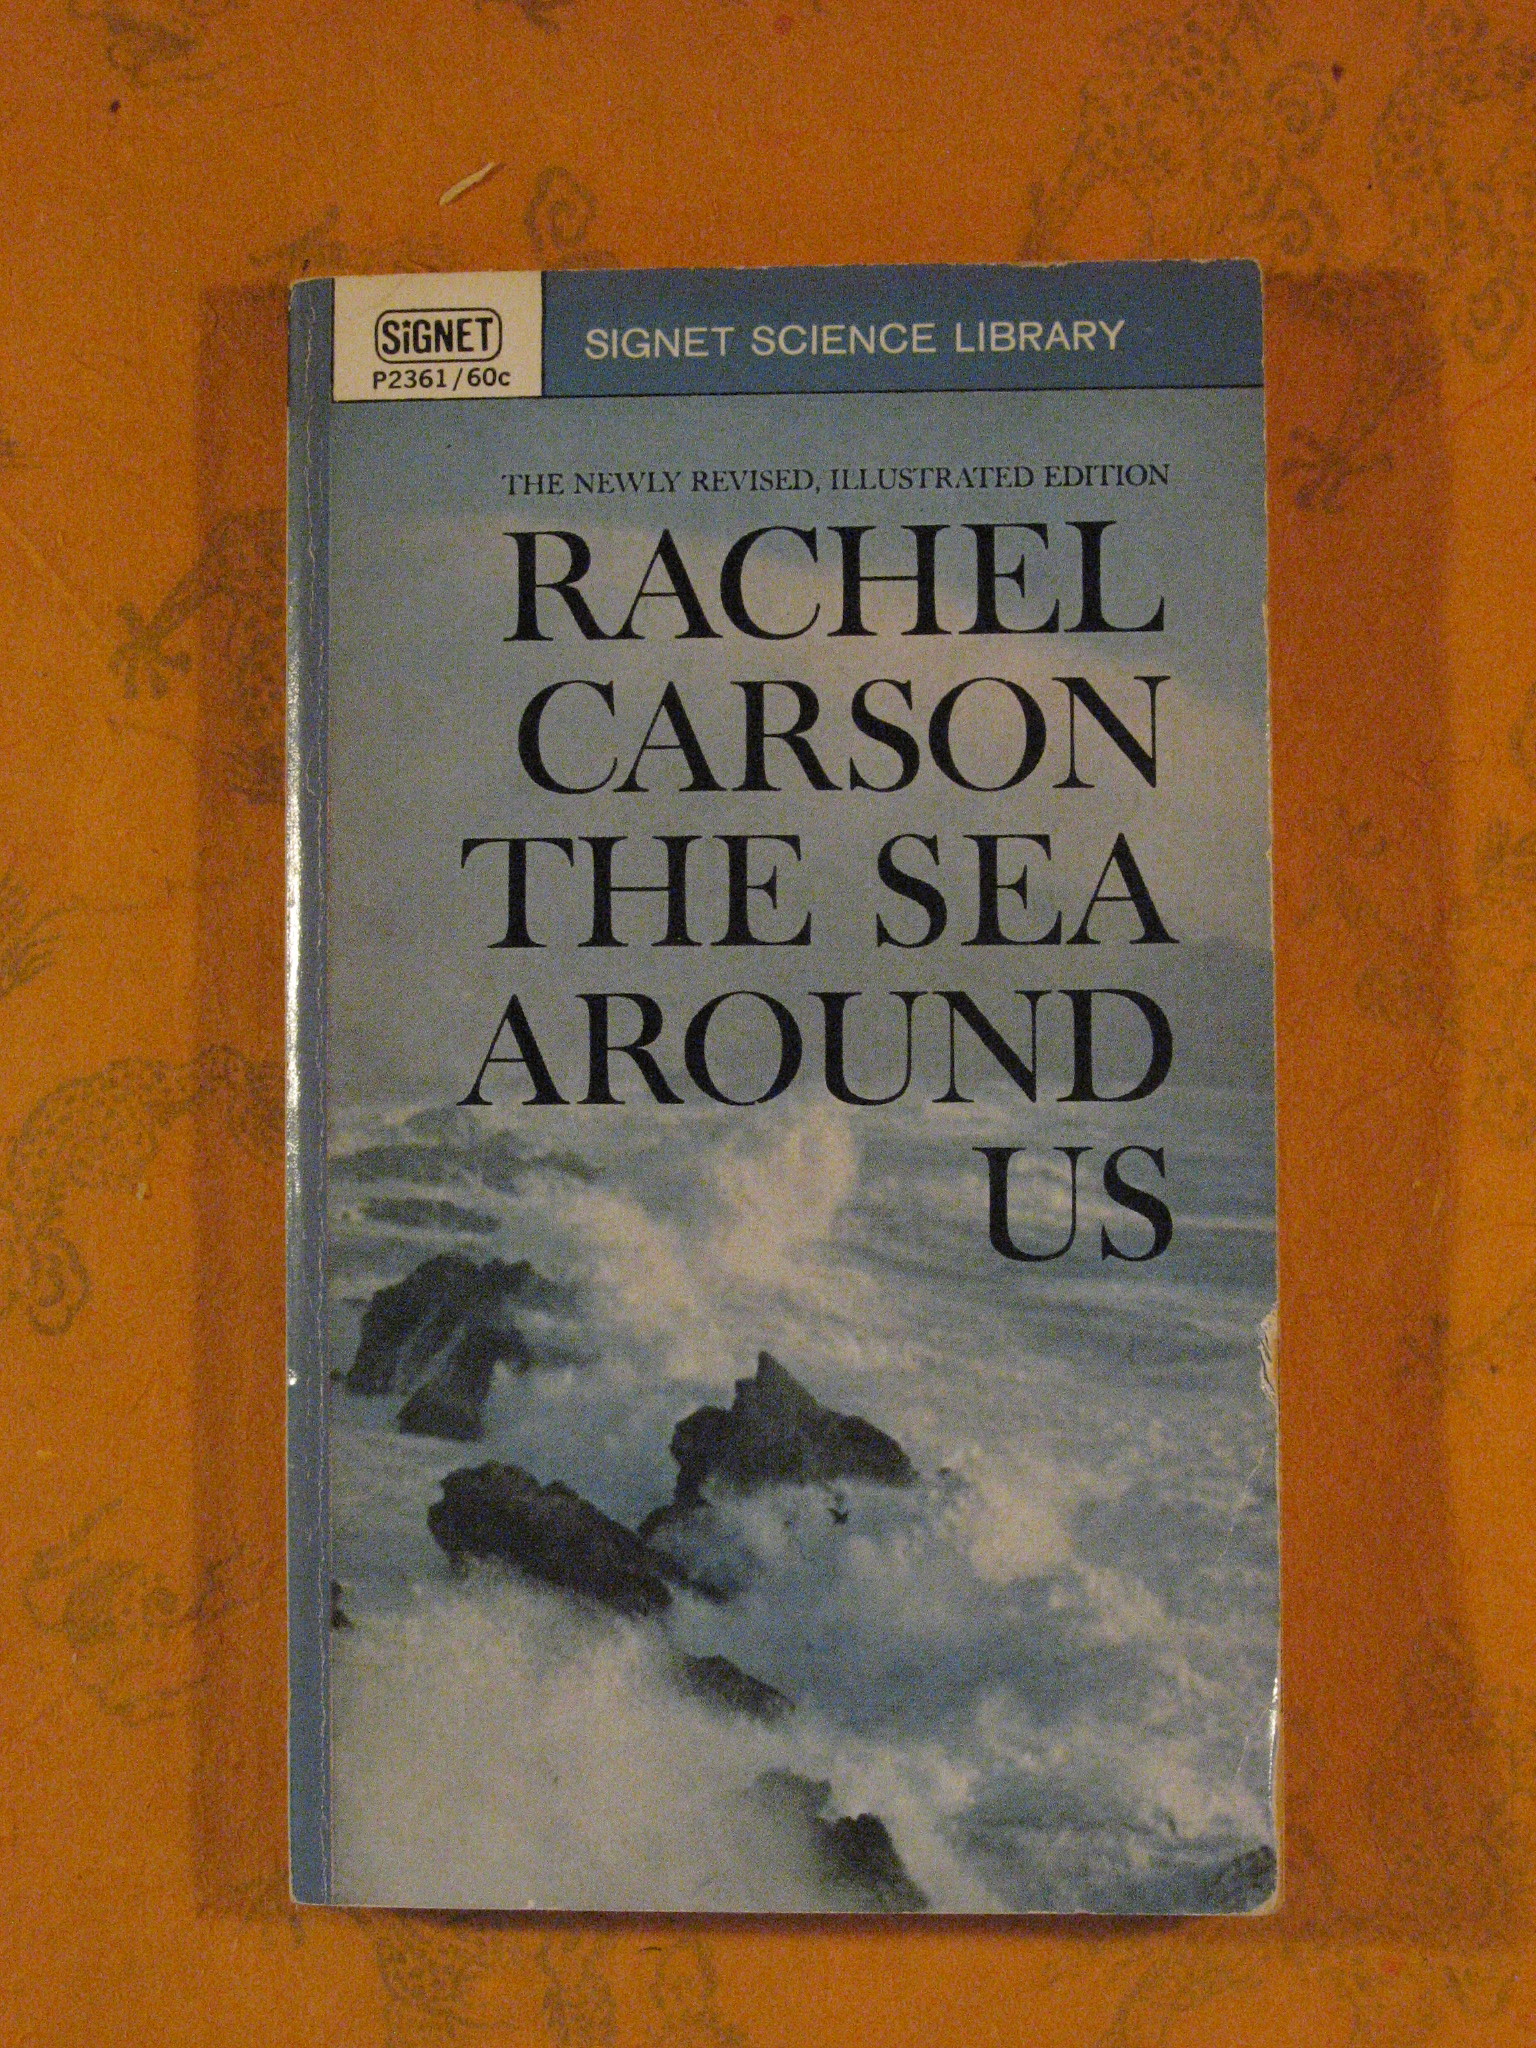 SiGNET
P2361/60c
SIGNET SCIENCE LIBRARY
THE NEWLY REVISED, ILLUSTRATED EDITION
RACHEL
CARSON
THE SEA
AROUND
US